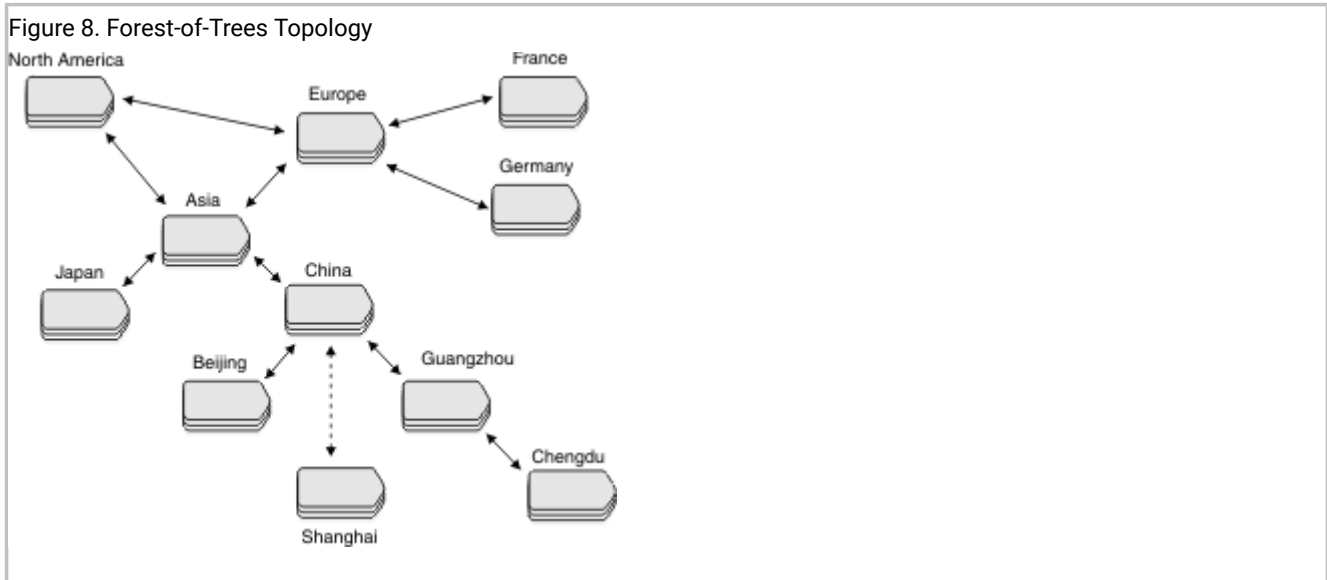 Figure 8. Forest-of-Trees Topology
North America
France
Europe
Germany
Asia
Japan
China
Beijing
Guangzhou
Chengdu
Shanghai